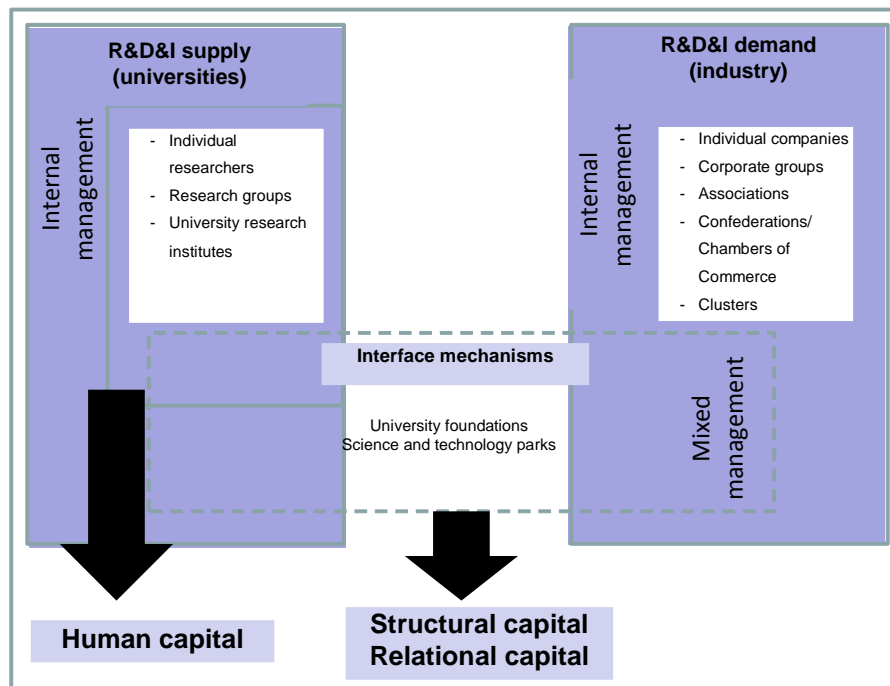 R&D&I supply
(universities)
Internal
management
- Individual
researchers
- Research groups
- University research
institutes
R&D&I demand
(industry)
Internal
management
- Individual companies
- Corporate groups
- Associations
- Confederations/
Chambers of
Commerce
- Clusters
Interface mechanisms
University foundations
Science and technology parks
Mixed
management
Human capital
Structural capital
Relational capital